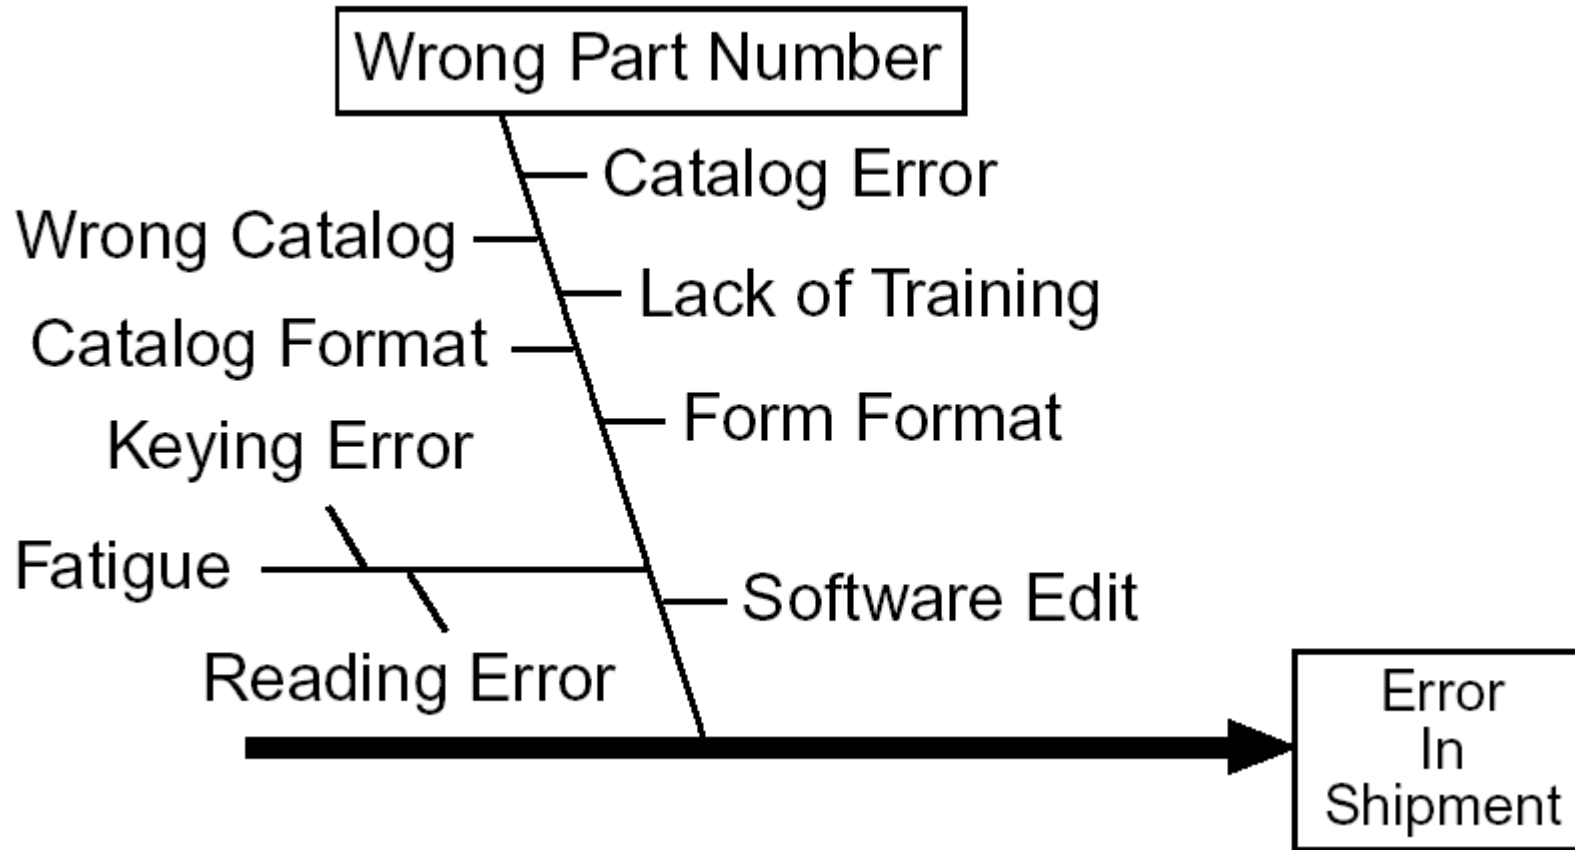 Wrong Part Number
Catalog Error
Wrong Catalog
Lack of Training
Catalog Format
Form Format
Keying Error
Fatigue
Software Edit
Reading Error
Error
In
Shipment